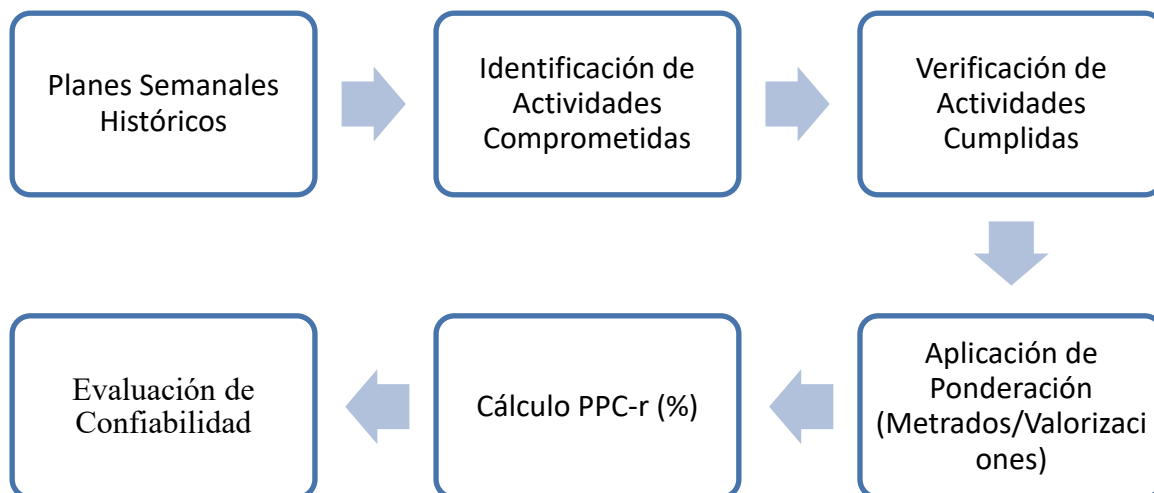 Planes Semanales
Históricos
Identificación de
Actividades
Comprometidas
Verificación de
Actividades
Cumplidas
Aplicación de
Ponderación
(Metrados/Valorizaci
ones)
Cálculo PPC-r (%)
Evaluación de
Confiabilidad